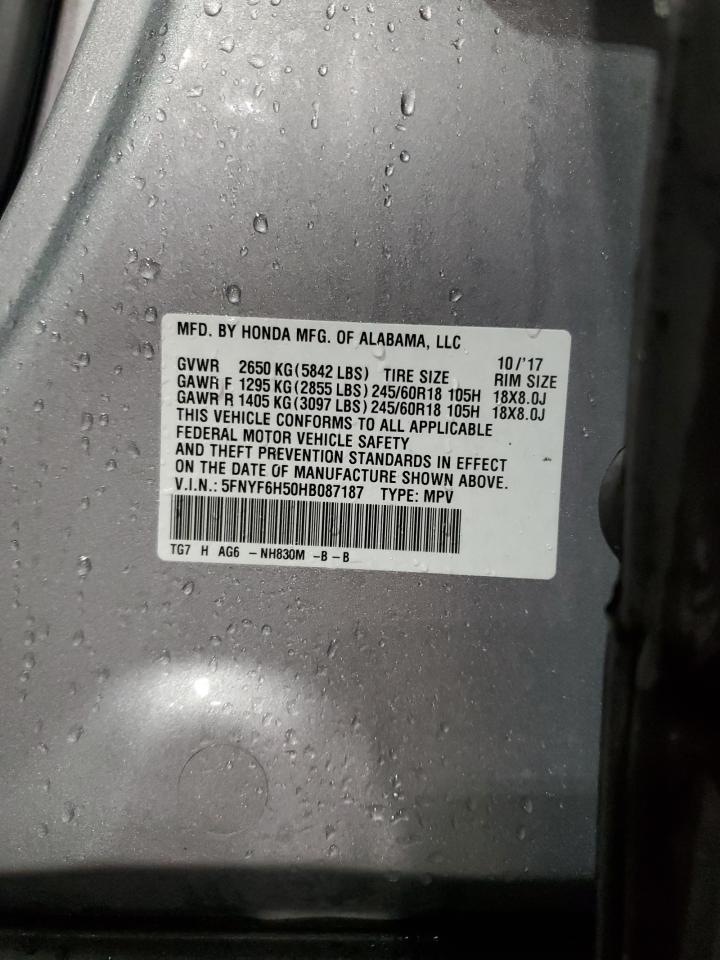 MFD. BY HONDA MFG. OF ALABAMA, LLC
10/'17
GVWR 2650 KG (5842 LBS) TIRE SIZE RIM SIZE
GAWR F 1295 KG (2855 LBS) 245/60R18 105H 18X8.0J
GAWR R 1405 KG (3097 LBS) 245/60R18 105H 18X8.0J
THIS VEHICLE CONFORMS TO ALL APPLICABLE
FEDERAL MOTOR VEHICLE SAFETY
AND THEFT PREVENTION STANDARDS IN EFFECT
ON THE DATE OF MANUFACTURE SHOWN ABOVE.
V.I.N.: 5FNYF6H50HB087187 TYPE: MPV
TG7 H AG6 - NH830M -B - B